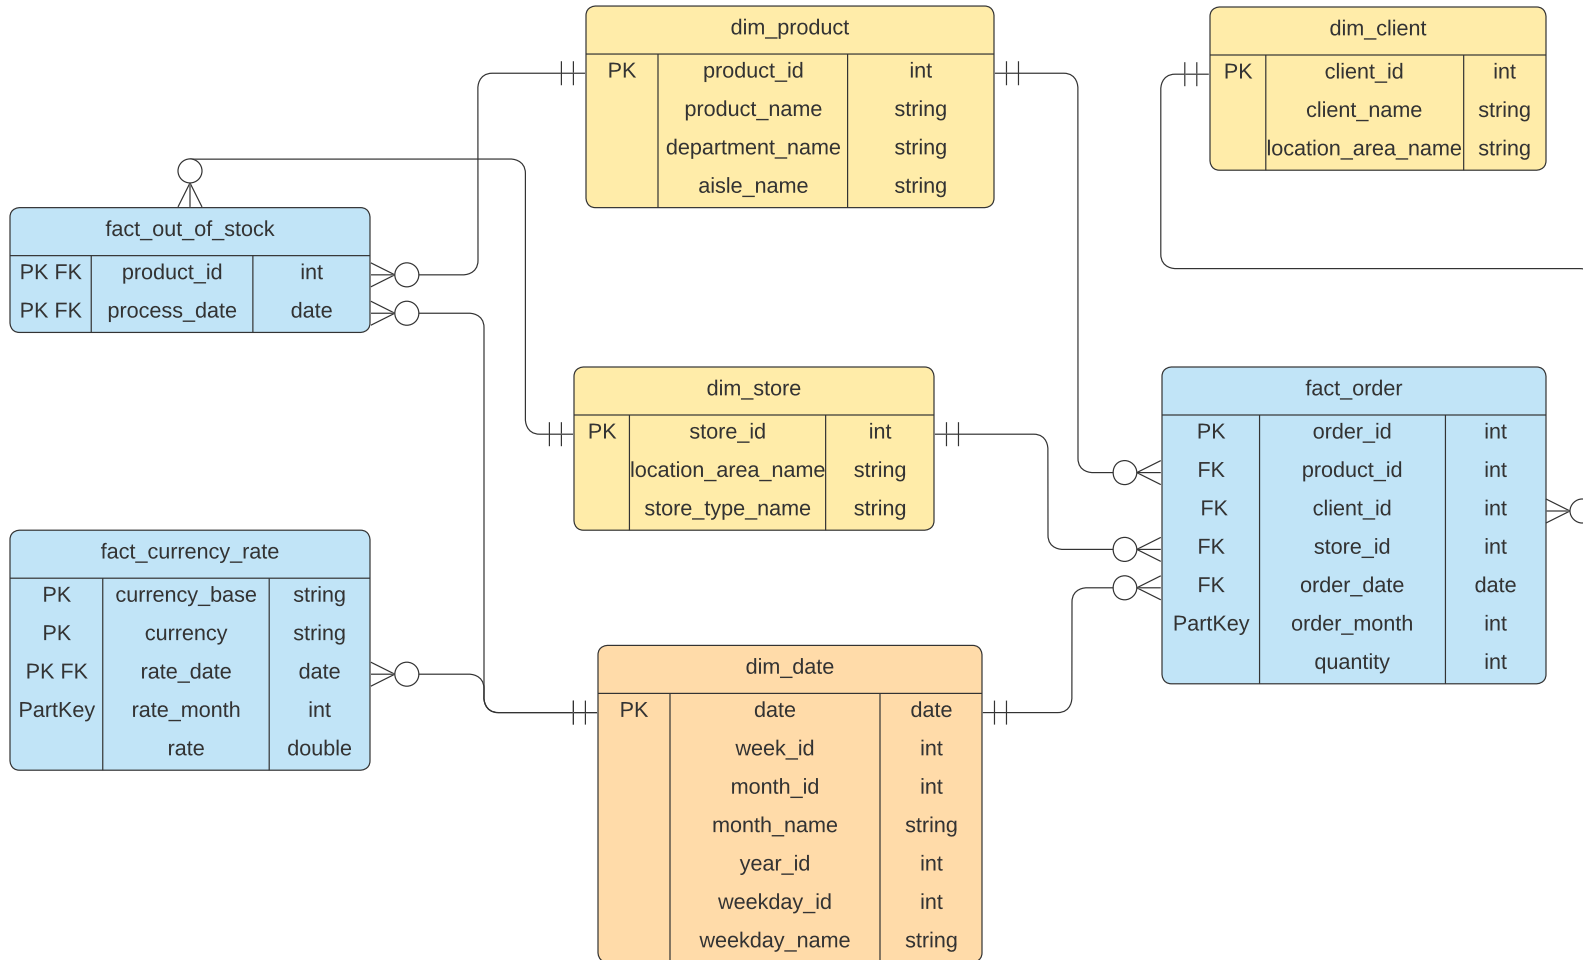 dim_product
PK product_id int
product_name string
department_name string
aisle_name string
dim_client
PK client_id int
client_name string
location_area_name string
fact_out_of_stock
PK FK product_id int
PK FK process_date date
dim_store
PK store_id int
location_area_name string
store_type_name string
fact_order
PK order_id int
FK product_id int
FK client_id int
FK store_id int
FK order_date date
PartKey order_month int
quantity int
fact_currency_rate
PK currency_base string
PK currency string
PK FK rate_date date
PartKey rate_month int
rate double
dim_date
PK date date
week_id int
month_id int
month_name string
year_id int
weekday_id int
weekday_name string